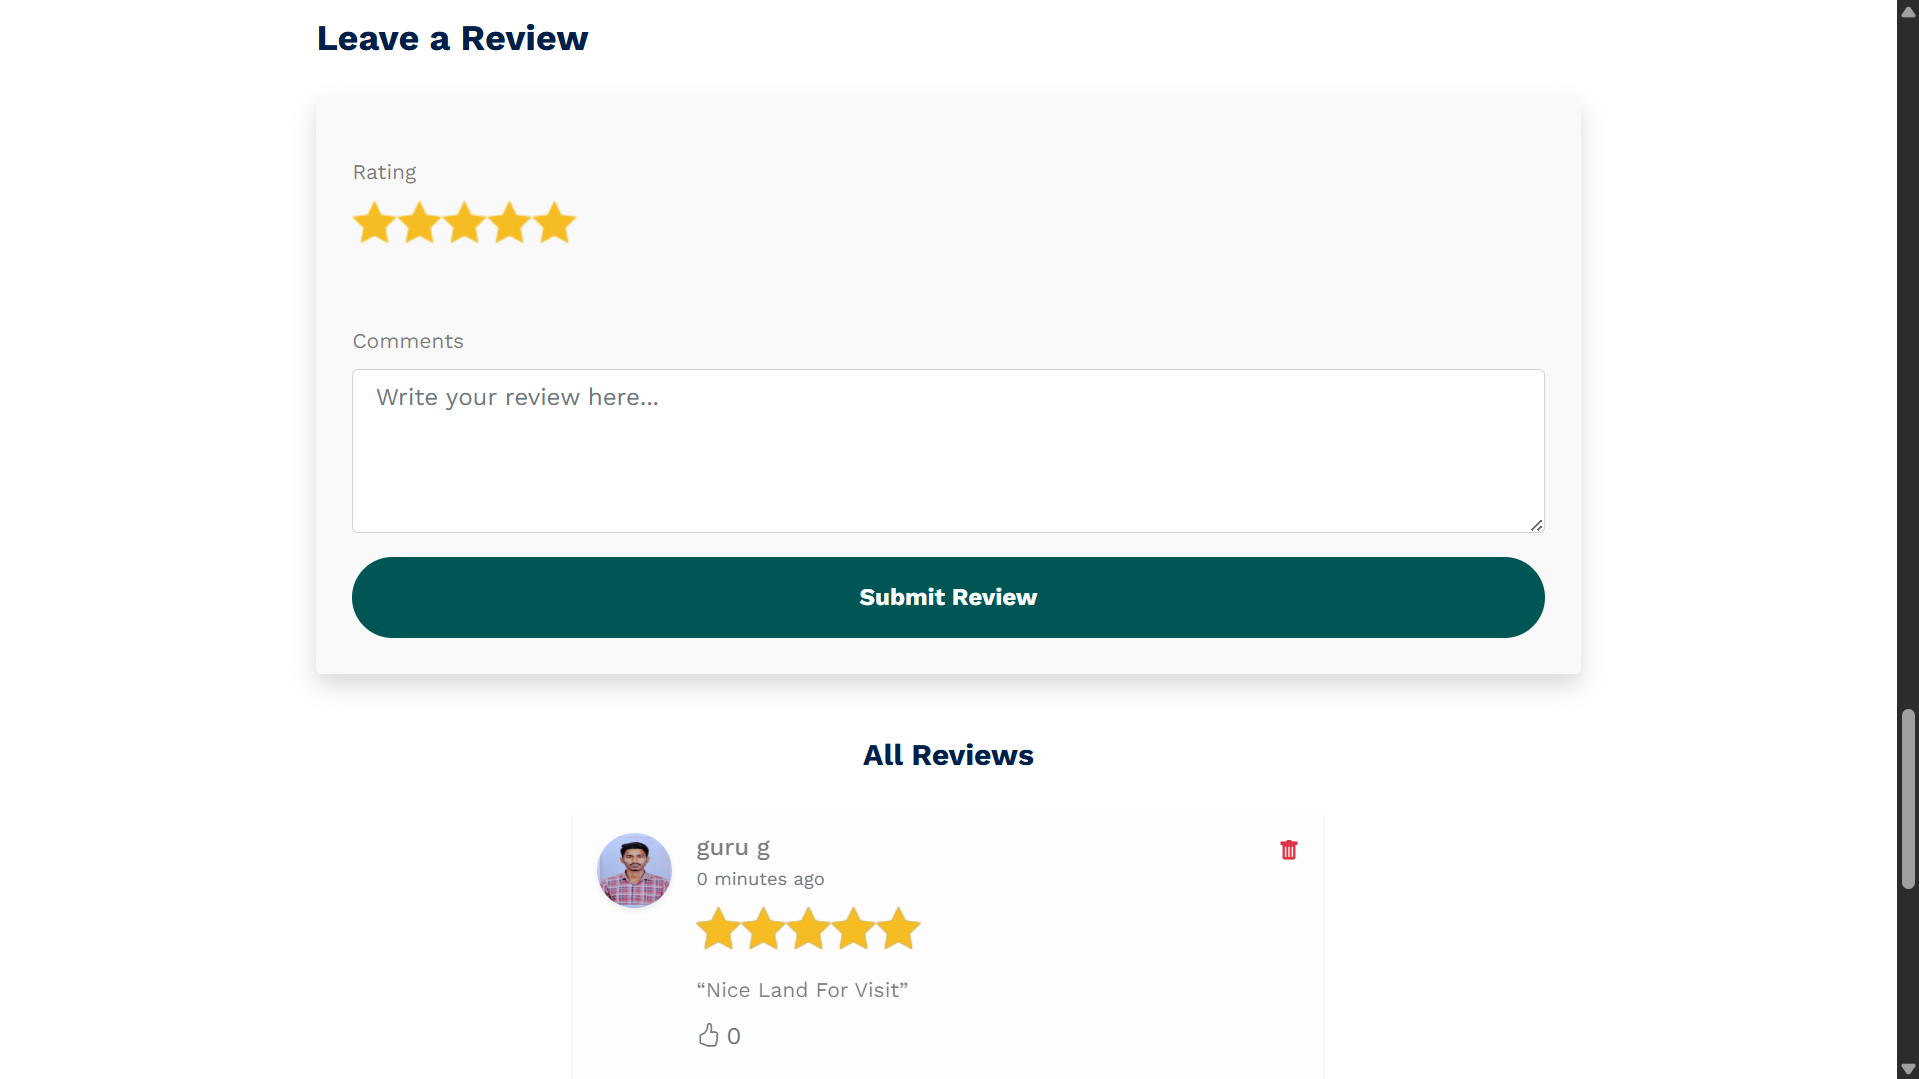 Leave a Review
Rating
Comments
Write your review here...
Submit Review
All Reviews
guru g
0 minutes ago
“Nice Land For Visit”
0